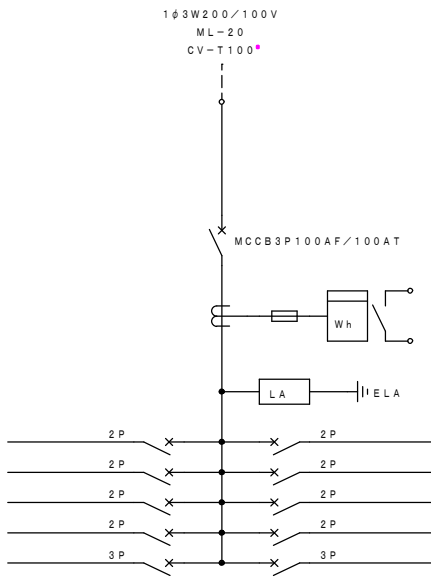 1φ3W200/100V
ML-20
CV-T100
MCCB3P100AF/100AT
Wh
LA
ELA
2P 2P
2P 2P
2P 2P
2P 2P
3P 3P